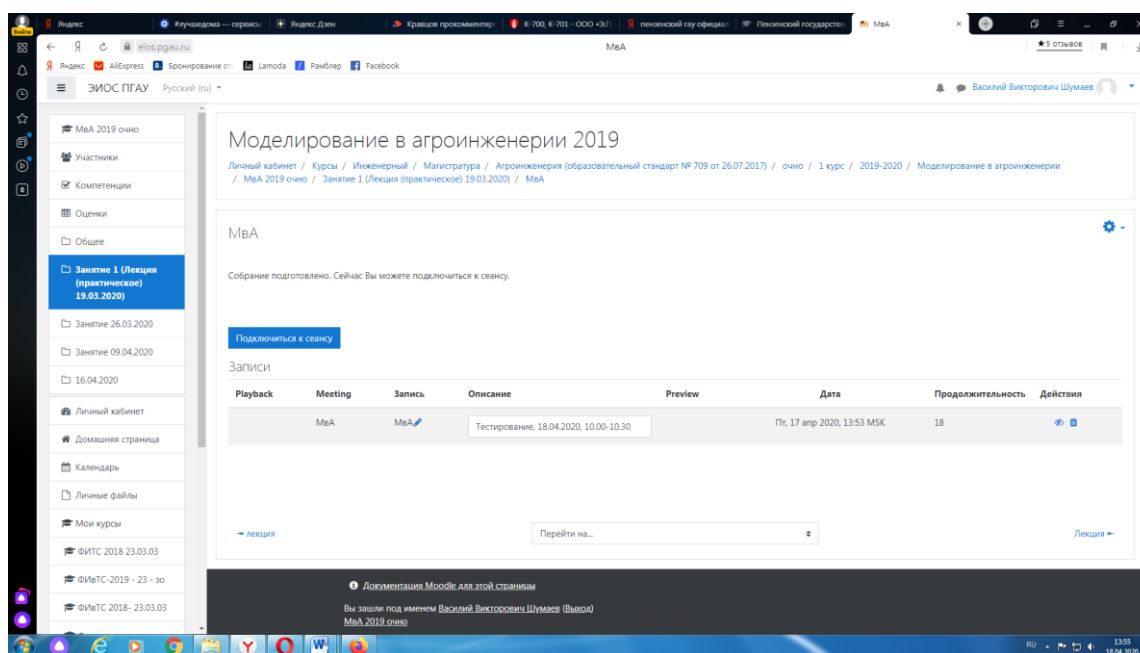 Яндекс
#лучшедома — сервисы
Яндекс Дзен
Кравцов прокомментир
К-700, К-701 - ООО «З.П
пензенский гау официал
Пензенский государстве
МвА
Войти
eios.pgau.ru
МвА
★5 отзывов
Яндекс
AliExpress
Бронирование от
Lamoda
Рамблер
Facebook
ЭИОС ПГАУ
Русский (ru)
Василий Викторович Шумаев
МвА 2019 очно
Участники
Компетенции
Оценки
Общее
Занятие 1 (Лекция
(практическое)
19.03.2020)
Занятие 26.03.2020
Занятие 09.04.2020
16.04.2020
Личный кабинет
Домашняя страница
Календарь
Личные файлы
Мои курсы
ФИТС 2018 23.03.03
ФИвТС-2019 - 23 - зо
ФИвТС 2018- 23.03.03
Моделирование в агроинженерии 2019
Личный кабинет / Курсы / Инженерный / Магистратура / Агроинженерия (образовательный стандарт № 709 от 26.07.2017) / очно / 1 курс / 2019-2020 / Моделирование в агроинженерии
/ МвА 2019 очно / Занятие 1 (Лекция (практическое) 19.03.2020) / МвА
МвА
Собрание подготовлено. Сейчас Вы можете подключиться к сеансу.
Подключиться к сеансу
Записи
Playback Meeting Запись Описание Preview Дата Продолжительность Действия
МвА МвА Тестирование, 18.04.2020, 10.00-10.30 Пт, 17 апр 2020, 13:53 MSK 18
◄ лекция
Перейти на...
Лекция ►
Документация Moodle для этой страницы
Вы зашли под именем Василий Викторович Шумаев (Выход)
МвА 2019 очно
RU
13:55
18.04.2020